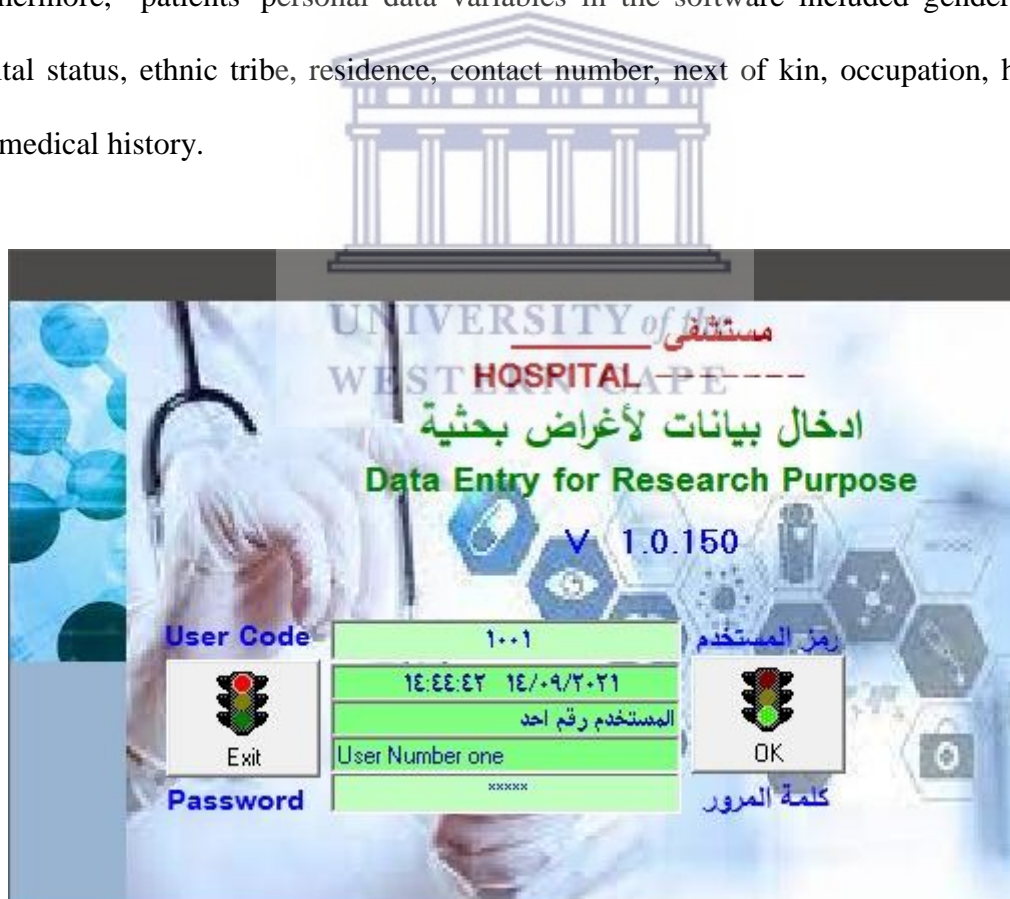 thermore, patients' personal data variables in the software included gender
ital status, ethnic tribe, residence, contact number, next of kin, occupation, h
medical history.
UNIVERSITY of the
WESTERN CAPE
مستشفى
HOSPITAL -------
ادخال بيانات لأغراض بحثية
Data Entry for Research Purpose
V 1.0.150
User Code ١٠٠١ رمز المستخدم
١٤:٤٤:٤٢ ١٤/٠٩/٢٠٢١
المستخدم رقم احد
User Number one
Exit
OK
Password ××××× كلمة المرور